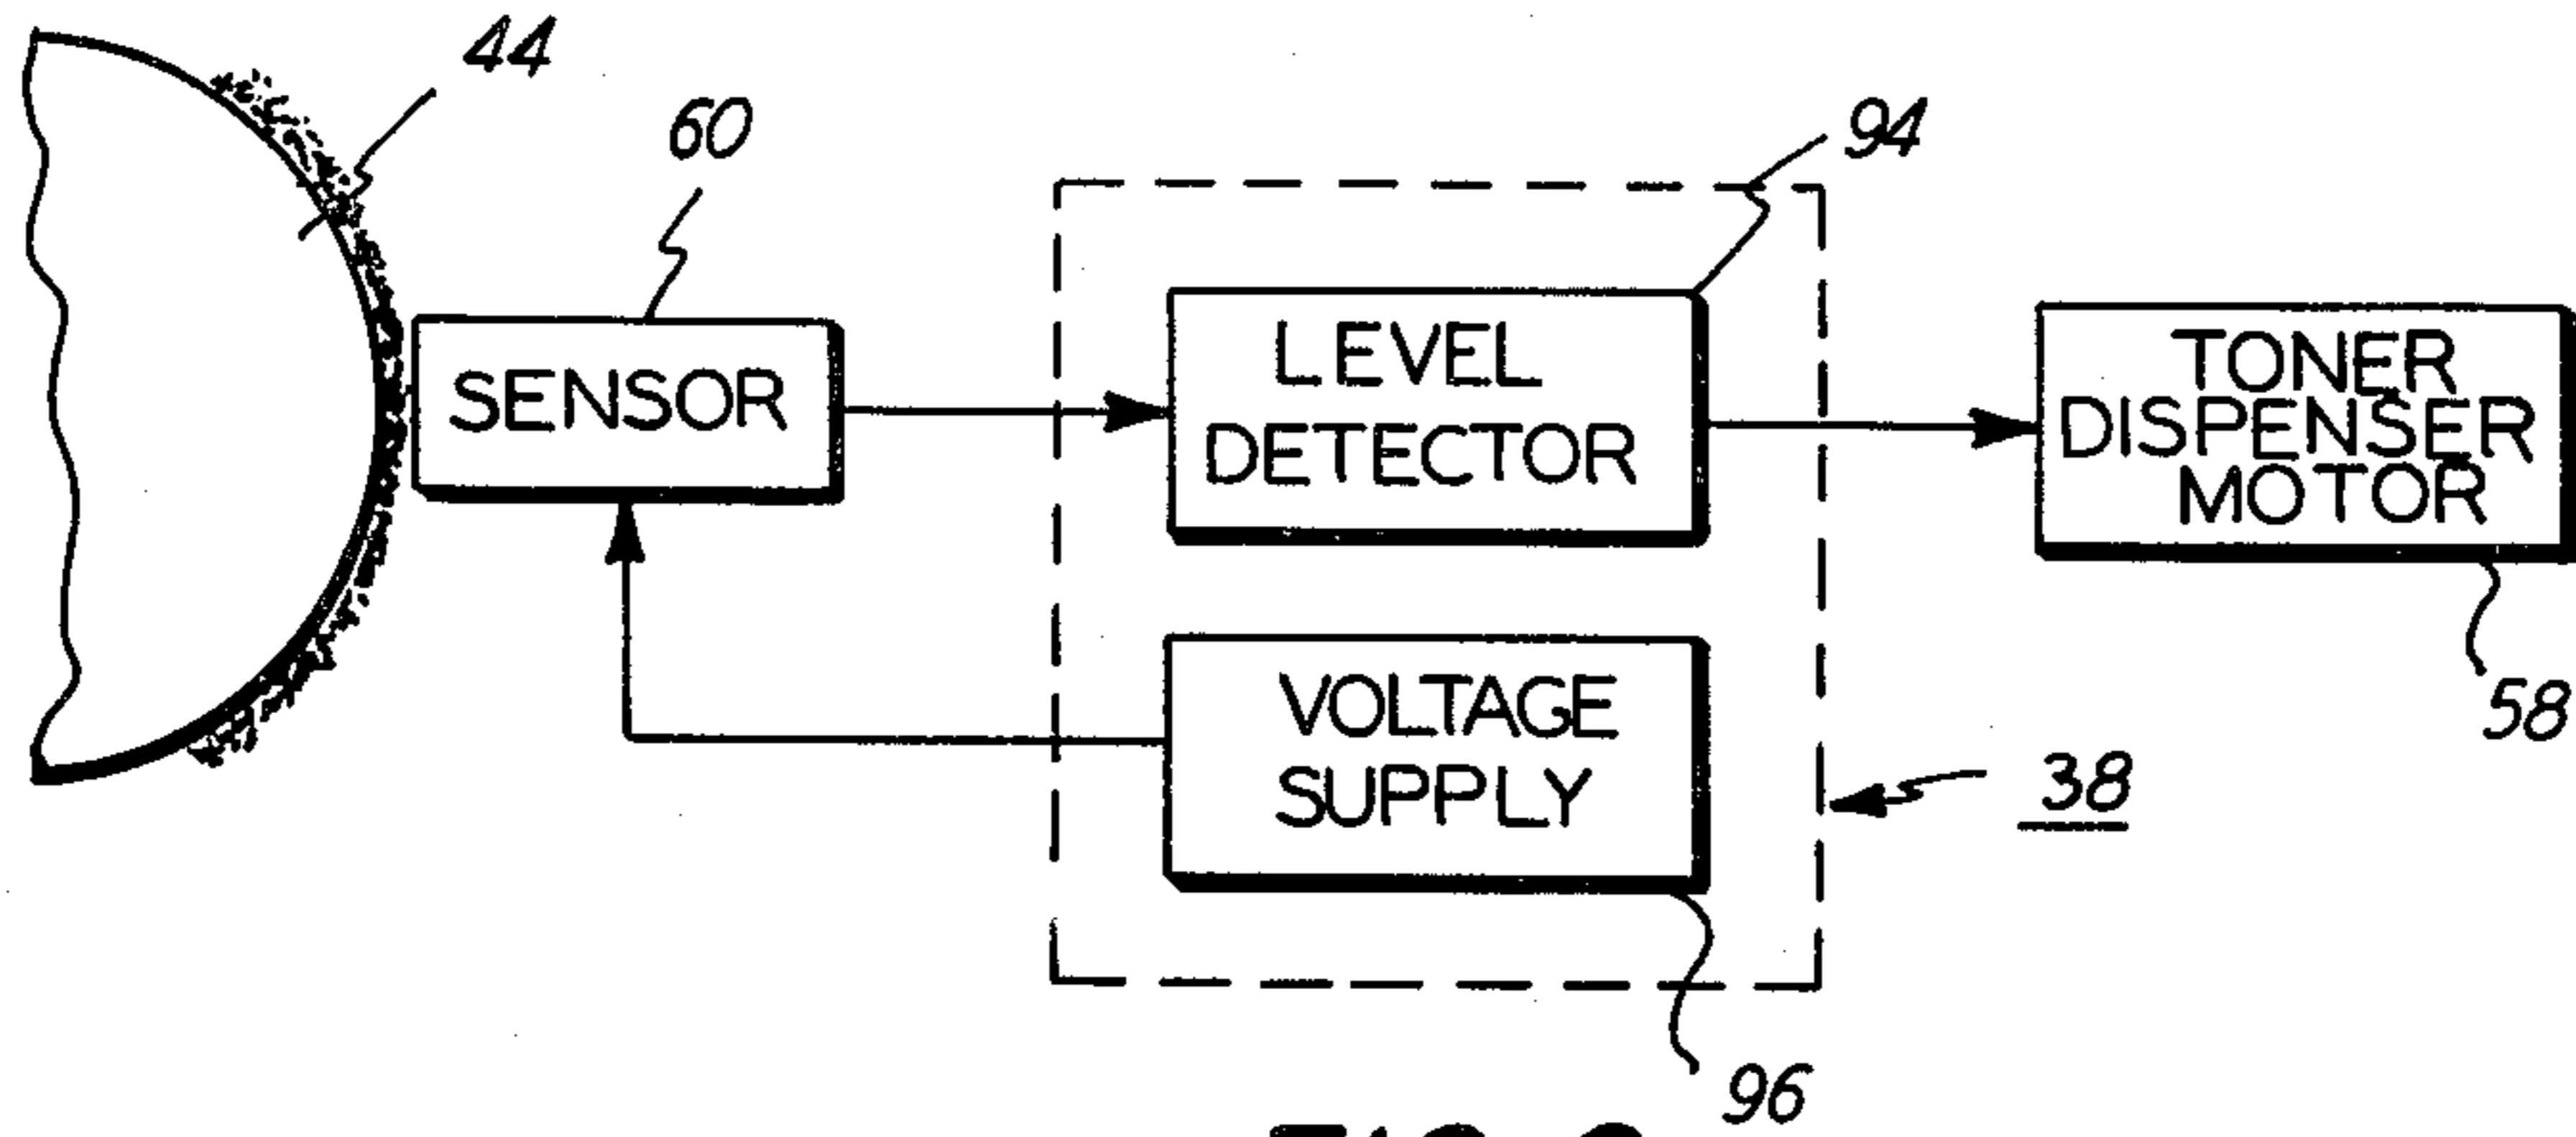 44
60
94
SENSOR
LEVEL
DETECTOR
TONER
DISPENSER
MOTOR
58
VOLTAGE
SUPPLY
38
96